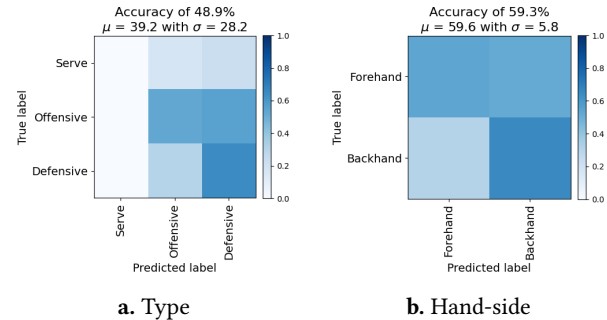 Accuracy of 48.9%
μ = 39.2 with σ = 28.2
True label
Serve
Offensive
Defensive
Serve
Offensive
Defensive
Predicted label
1.0
0.8
0.6
0.4
0.2
0.0
a. Type
Accuracy of 59.3%
μ = 59.6 with σ = 5.8
True label
Forehand
Backhand
Forehand
Backhand
Predicted label
1.0
0.8
0.6
0.4
0.2
0.0
b. Hand-side